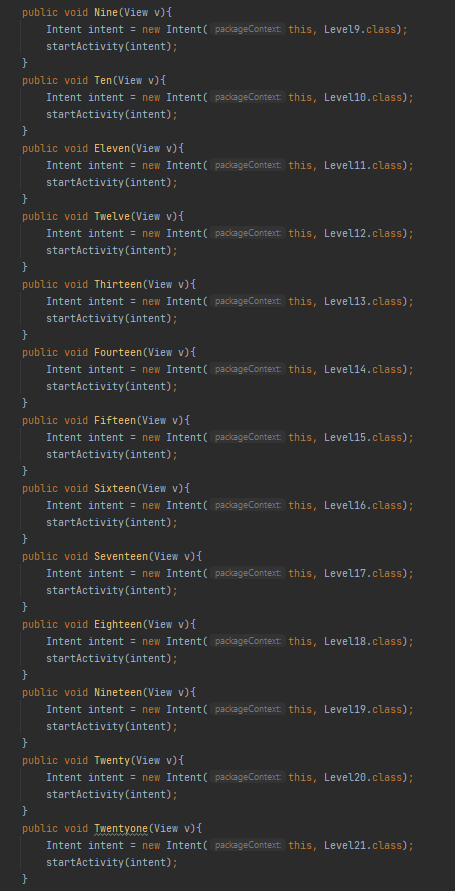 public void Nine(View v){
    Intent intent = new Intent( packageContext: this, Level9.class);
    startActivity(intent);
}
public void Ten(View v){
    Intent intent = new Intent( packageContext: this, Level10.class);
    startActivity(intent);
}
public void Eleven(View v){
    Intent intent = new Intent( packageContext: this, Level11.class);
    startActivity(intent);
}
public void Twelve(View v){
    Intent intent = new Intent( packageContext: this, Level12.class);
    startActivity(intent);
}
public void Thirteen(View v){
    Intent intent = new Intent( packageContext: this, Level13.class);
    startActivity(intent);
}
public void Fourteen(View v){
    Intent intent = new Intent( packageContext: this, Level14.class);
    startActivity(intent);
}
public void Fifteen(View v){
    Intent intent = new Intent( packageContext: this, Level15.class);
    startActivity(intent);
}
public void Sixteen(View v){
    Intent intent = new Intent( packageContext: this, Level16.class);
    startActivity(intent);
}
public void Seventeen(View v){
    Intent intent = new Intent( packageContext: this, Level17.class);
    startActivity(intent);
}
public void Eighteen(View v){
    Intent intent = new Intent( packageContext: this, Level18.class);
    startActivity(intent);
}
public void Nineteen(View v){
    Intent intent = new Intent( packageContext: this, Level19.class);
    startActivity(intent);
}
public void Twenty(View v){
    Intent intent = new Intent( packageContext: this, Level20.class);
    startActivity(intent);
}
public void Twentyone(View v){
    Intent intent = new Intent( packageContext: this, Level21.class);
    startActivity(intent);
}